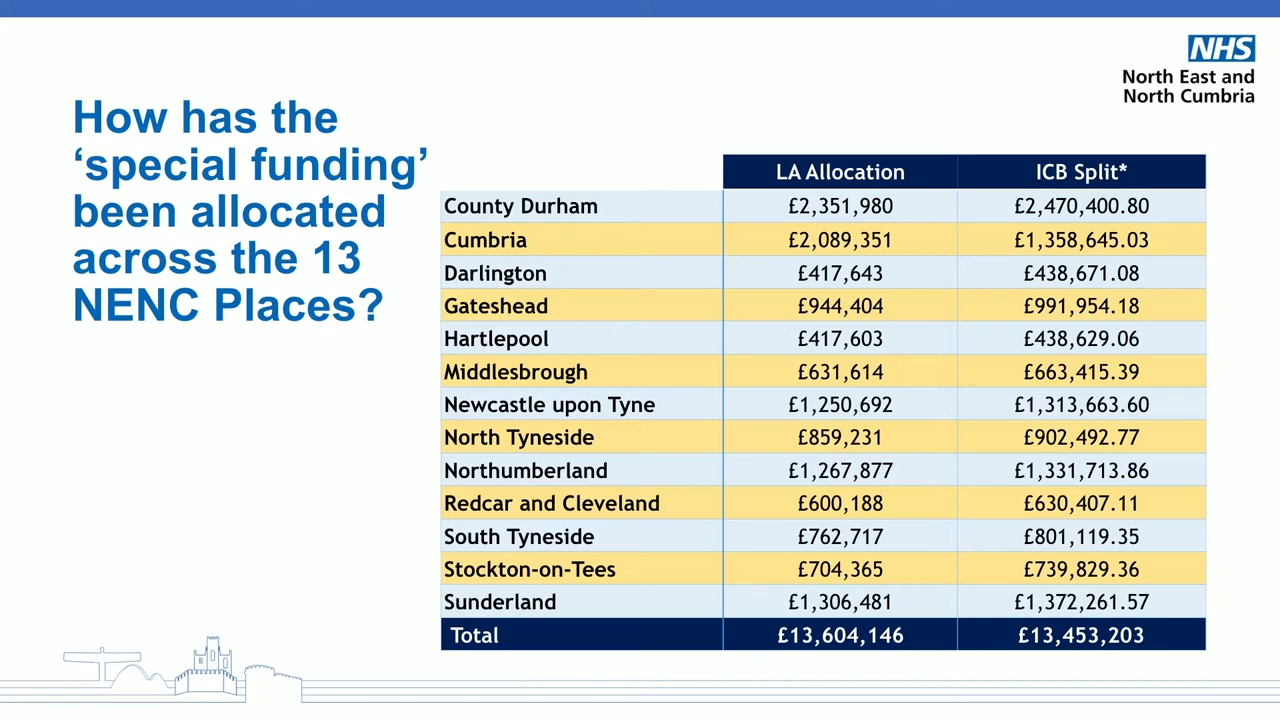 NHS
North East and
North Cumbria
How has the
‘special funding’
been allocated
across the 13
NENC Places?
LA Allocation ICB Split*
County Durham £2,351,980 £2,470,400.80
Cumbria £2,089,351 £1,358,645.03
Darlington £417,643 £438,671.08
Gateshead £944,404 £991,954.18
Hartlepool £417,603 £438,629.06
Middlesbrough £631,614 £663,415.39
Newcastle upon Tyne £1,250,692 £1,313,663.60
North Tyneside £859,231 £902,492.77
Northumberland £1,267,877 £1,331,713.86
Redcar and Cleveland £600,188 £630,407.11
South Tyneside £762,717 £801,119.35
Stockton-on-Tees £704,365 £739,829.36
Sunderland £1,306,481 £1,372,261.57
Total £13,604,146 £13,453,203